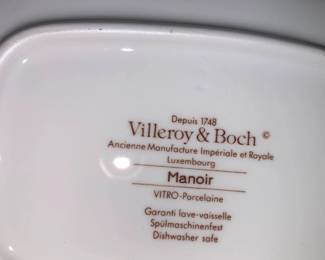 Depuis 1748
Villeroy & Boch ©
Ancienne Manufacture Impériale et Royale
Luxembourg
Manoir
VITRO-Porcelaine
Garanti lave-vaisselle
Spülmaschinenfest
Dishwasher safe